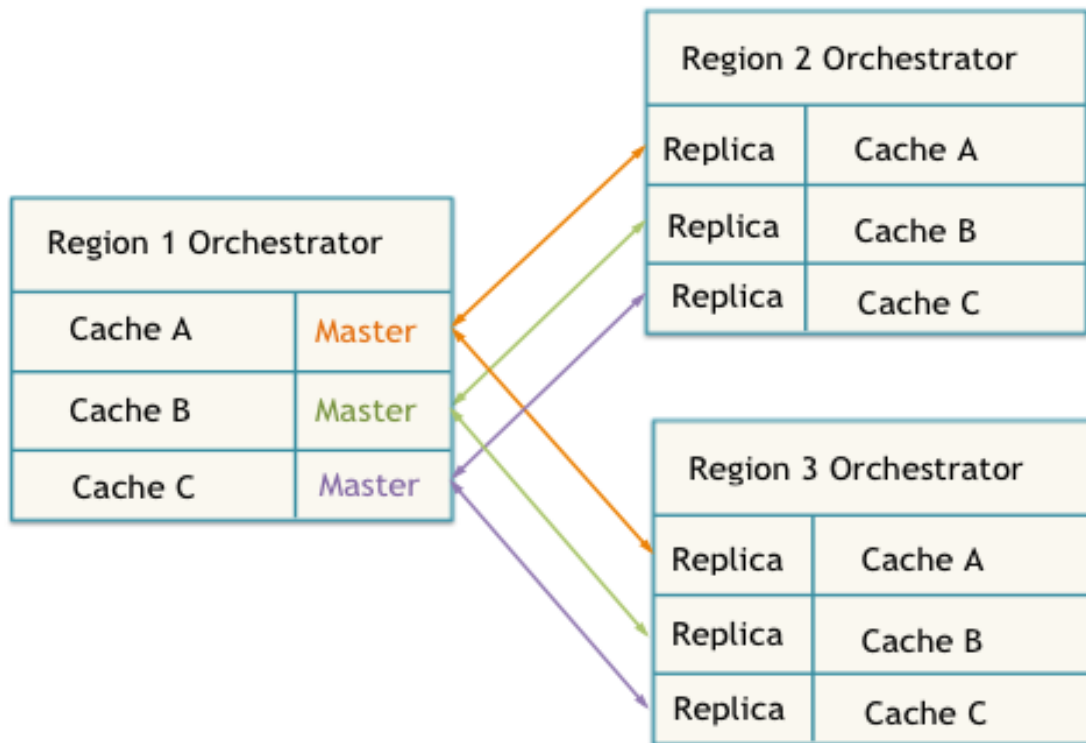 Region 1 Orchestrator
Cache A Master
Cache B Master
Cache C Master
Region 2 Orchestrator
Replica Cache A
Replica Cache B
Replica Cache C
Region 3 Orchestrator
Replica Cache A
Replica Cache B
Replica Cache C